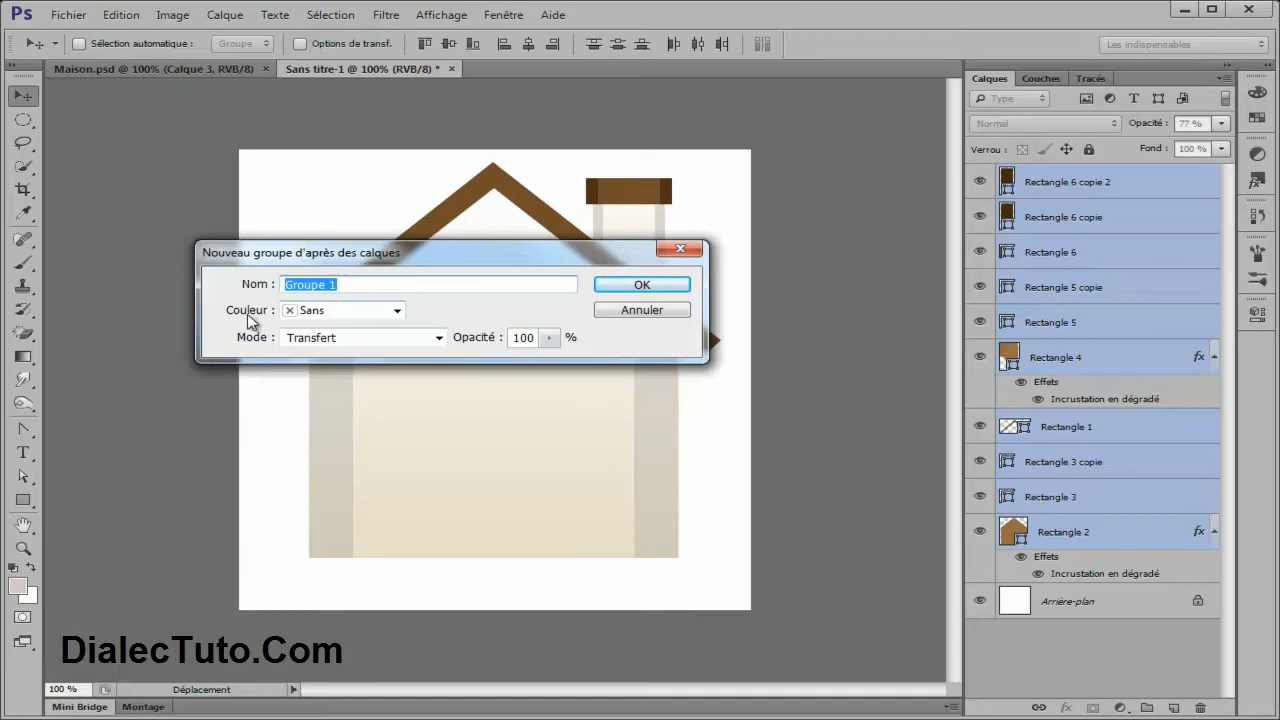 Ps Fichier Edition Image Calque Texte Sélection Filtre Affichage Fenêtre Aide
Sélection automatique : Groupe Options de transf. Les indispensables
Maison.psd @ 100% (Calque 3, RVB/8) × Sans titre-1 @ 100% (RVB/8) * ×
Calques Couches Tracés
Type
Normal Opacité : 77 %
Verrou : Fond : 100 %
Rectangle 6 copie 2
Rectangle 6 copie
Rectangle 6
Rectangle 5 copie
Rectangle 5
Rectangle 4 fx
Effets
Incrustation en dégradé
Rectangle 1
Rectangle 3 copie
Rectangle 3
Rectangle 2 fx
Effets
Incrustation en dégradé
Arrière-plan
Nouveau groupe d'après des calques
Nom : Groupe 1 OK
Couleur : Sans Annuler
Mode : Transfert Opacité : 100 %
DialecTuto.Com
100 % Déplacement
Mini Bridge Montage